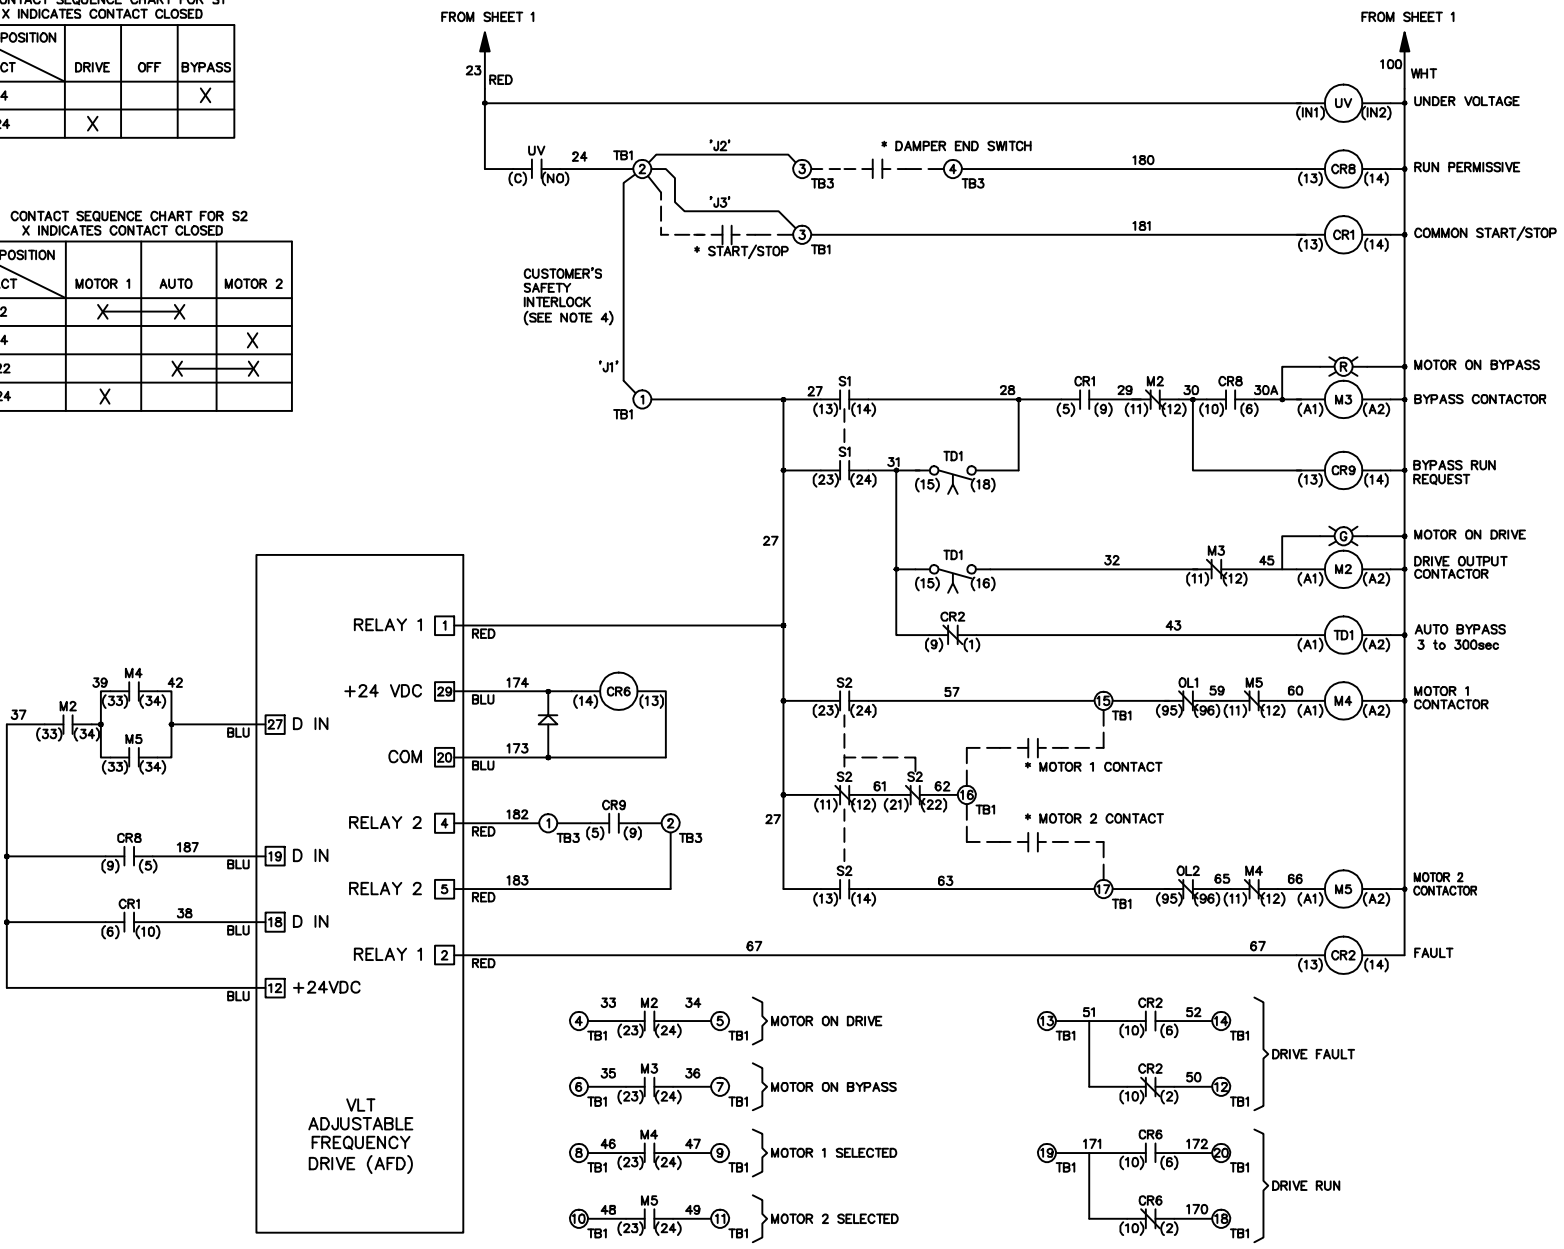 CONTACT SEQUENCE CHART FOR S1
X INDICATES CONTACT CLOSED
POSITION
CT DRIVE OFF BYPASS
4 X
24 X
CONTACT SEQUENCE CHART FOR S2
X INDICATES CONTACT CLOSED
POSITION
CT MOTOR 1 AUTO MOTOR 2
2 X X
4 X
22 X X
24 X
FROM SHEET 1
FROM SHEET 1
23 RED
100 WHT
(IN1) UV (IN2) UNDER VOLTAGE
UV
(C) (NO)
24
TB1
2
'J2'
3
TB3
* DAMPER END SWITCH
4
TB3
180
(13) CR8 (14) RUN PERMISSIVE
'J3'
* START/STOP
3
TB1
181
(13) CR1 (14) COMMON START/STOP
CUSTOMER'S
SAFETY
INTERLOCK
(SEE NOTE 4)
'J1'
1
TB1
27
S1
(13) (14)
28
CR1
(5) (9)
29
M2
(11) (12)
30
CR8
(10) (6)
30A
R MOTOR ON BYPASS
(A1) M3 (A2) BYPASS CONTACTOR
S1
(23) (24)
31
TD1
(15) (18)
(13) CR9 (14) BYPASS RUN
REQUEST
27
TD1
(15) (16)
32
M3
(11) (12)
45
G MOTOR ON DRIVE
(A1) M2 (A2) DRIVE OUTPUT
CONTACTOR
CR2
(9) (1)
43
(A1) TD1 (A2) AUTO BYPASS
3 to 300sec
RELAY 1 1 RED
+24 VDC 29 BLU
174
(14) CR6 (13)
COM 20 BLU
173
RELAY 2 4 RED
182
1
TB3
CR9
(5) (9)
2
TB3
RELAY 2 5 RED
183
RELAY 1 2 RED
67
67
(13) CR2 (14) FAULT
S2
(23) (24)
57
15
TB1
OL1
(95) (96)
59
M5
(11) (12)
60
(A1) M4 (A2) MOTOR 1
CONTACTOR
* MOTOR 1 CONTACT
S2
(11) (12)
61
S2
(21) (22)
62
16
TB1
27
* MOTOR 2 CONTACT
S2
(13) (14)
63
17
TB1
OL2
(95) (96)
65
M4
(11) (12)
66
(A1) M5 (A2) MOTOR 2
CONTACTOR
37
M2
(33) (34)
39
M4
(33) (34)
42
M5
(33) (34)
BLU 27 D IN
CR8
(9) (5)
187
BLU 19 D IN
CR1
(6) (10)
38
BLU 18 D IN
BLU 12 +24VDC
VLT
ADJUSTABLE
FREQUENCY
DRIVE (AFD)
4
TB1
33
M2
(23) (24)
34
5
TB1
MOTOR ON DRIVE
6
TB1
35
M3
(23) (24)
36
7
TB1
MOTOR ON BYPASS
8
TB1
46
M4
(23) (24)
47
9
TB1
MOTOR 1 SELECTED
10
TB1
48
M5
(23) (24)
49
11
TB1
MOTOR 2 SELECTED
13
TB1
51
CR2
(10) (6)
52
14
TB1
CR2
(10) (2)
50
12
TB1
DRIVE FAULT
19
TB1
171
CR6
(10) (6)
172
20
TB1
CR6
(10) (2)
170
18
TB1
DRIVE RUN